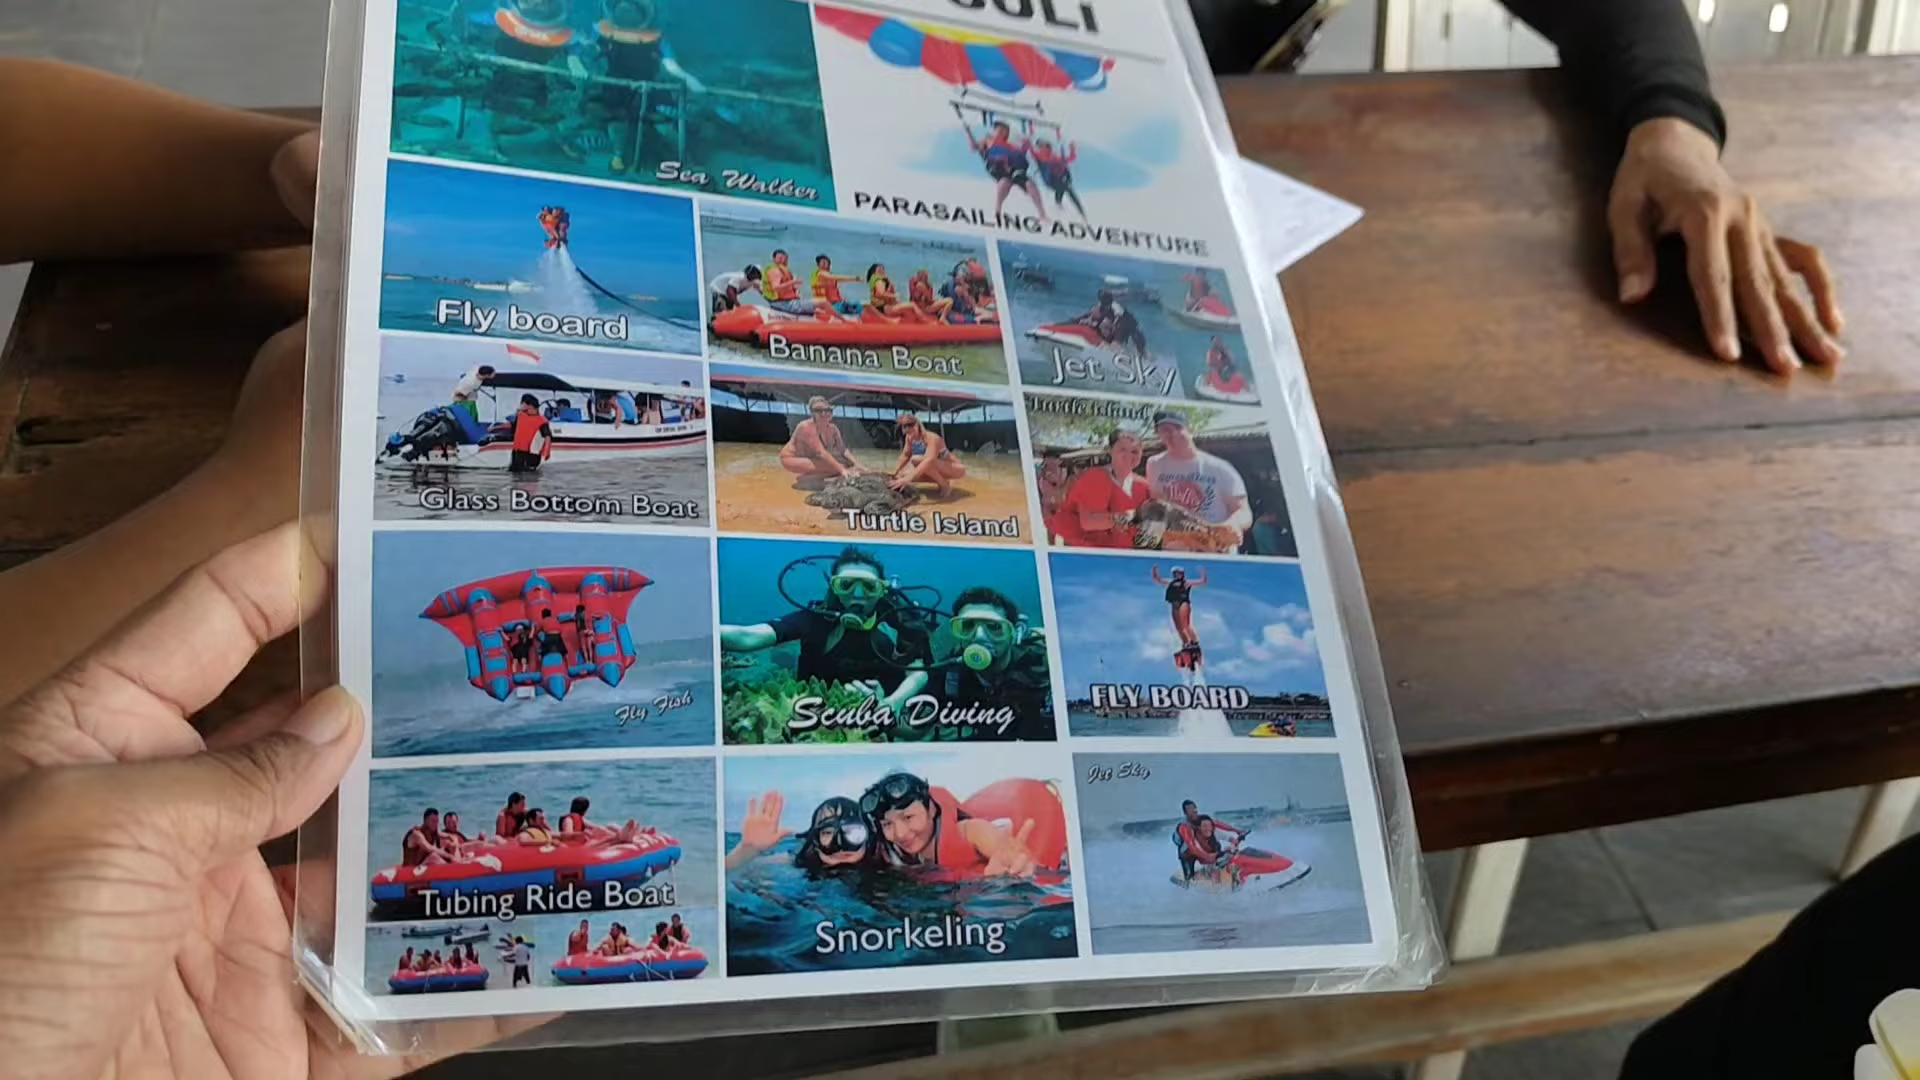 Sea Walker
PARASAILING ADVENTURE
Fly board
Banana Boat
Jet Sky
Glass Bottom Boat
Turtle Island
Turtle Island
Fly Fish
Scuba Diving
FLY BOARD
Tubing Ride Boat
Snorkeling
Jet Sky